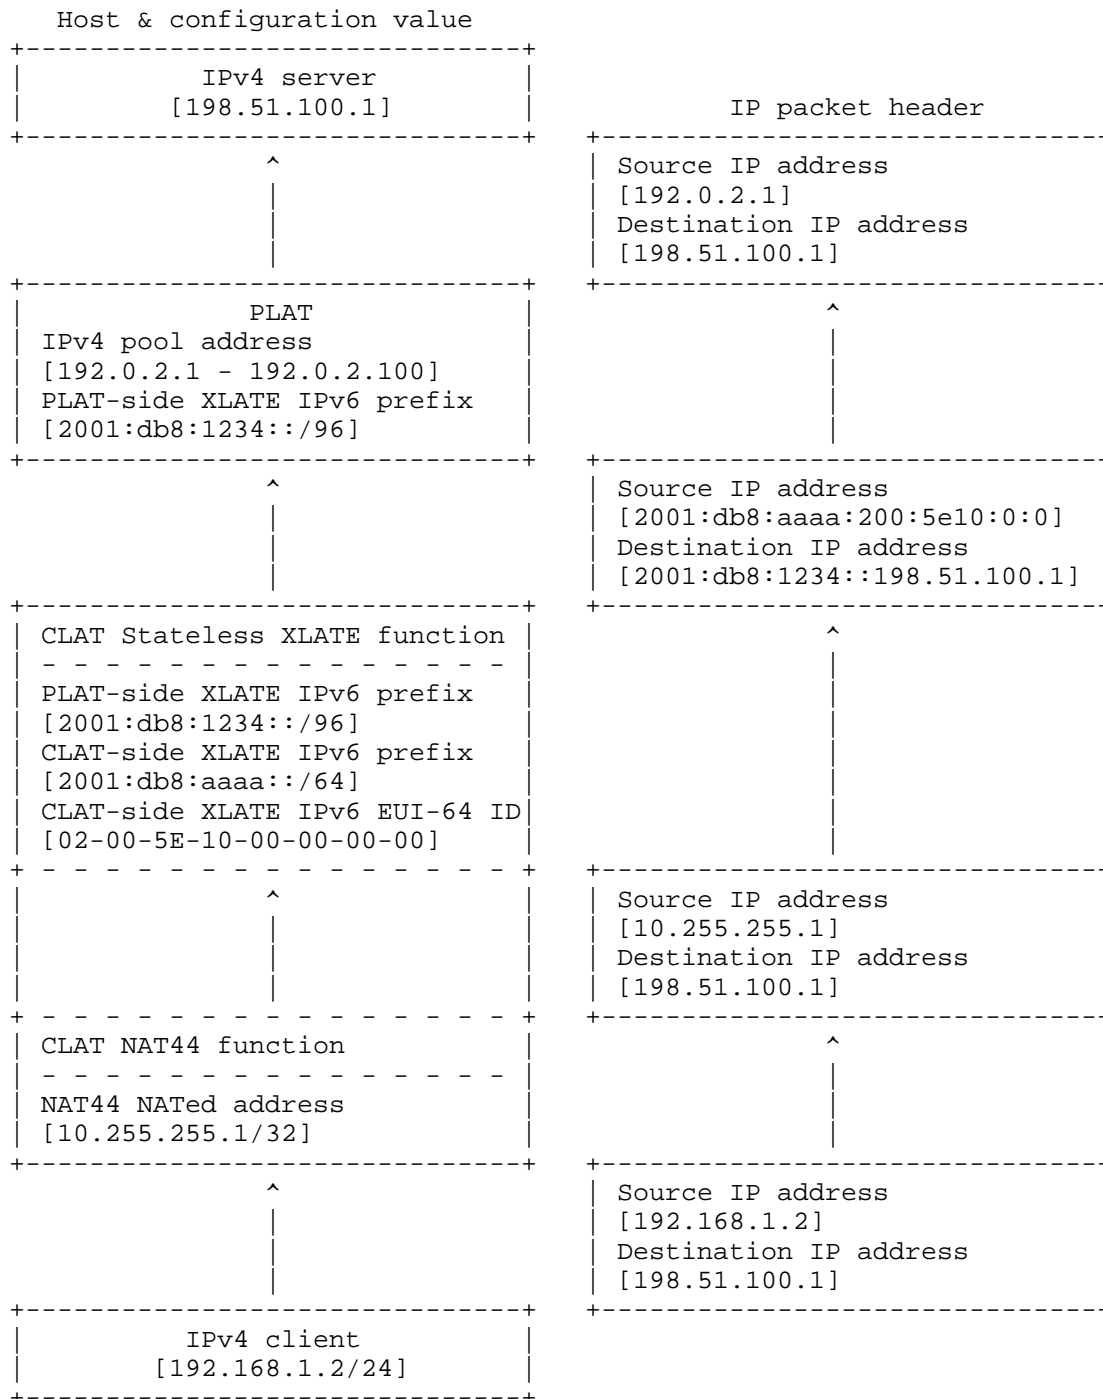 Host & configuration value
IPv4 server
[198.51.100.1]
IP packet header
Source IP address
[192.0.2.1]
Destination IP address
[198.51.100.1]
PLAT
IPv4 pool address
[192.0.2.1 - 192.0.2.100]
PLAT-side XLATE IPv6 prefix
[2001:db8:1234::/96]
Source IP address
[2001:db8:aaaa:200:5e10:0:0]
Destination IP address
[2001:db8:1234::198.51.100.1]
CLAT Stateless XLATE function
PLAT-side XLATE IPv6 prefix
[2001:db8:1234::/96]
CLAT-side XLATE IPv6 prefix
[2001:db8:aaaa::/64]
CLAT-side XLATE IPv6 EUI-64 ID
[02-00-5E-10-00-00-00-00]
Source IP address
[10.255.255.1]
Destination IP address
[198.51.100.1]
CLAT NAT44 function
NAT44 NATed address
[10.255.255.1/32]
Source IP address
[192.168.1.2]
Destination IP address
[198.51.100.1]
IPv4 client
[192.168.1.2/24]